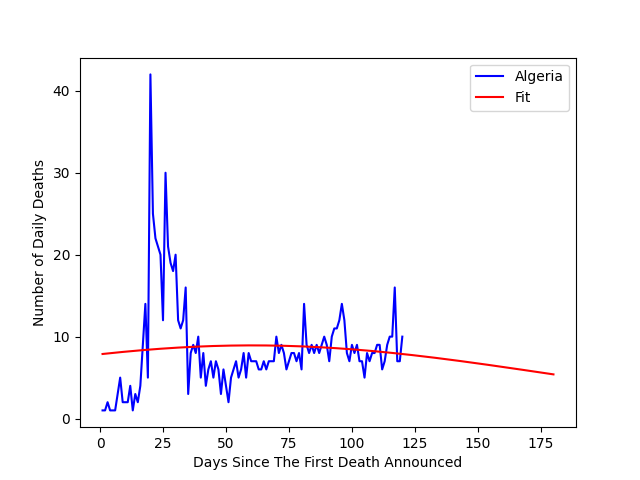 Algeria
Fit
Number of Daily Deaths
40
30
20
10
0
0 25 50 75 100 125 150 175
Days Since The First Death Announced